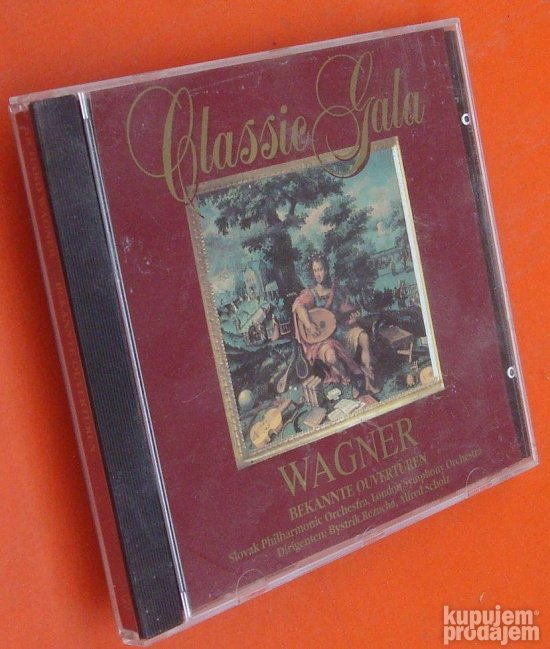 Classic Gala
WAGNER
BEKANNTE OUVERTÜREN
Slovak Philharmonic Orchestra, London Symphony Orchestra
Dirigenten: Bystrik Rezucha, Alfred Scholz
kupujem
prodajem